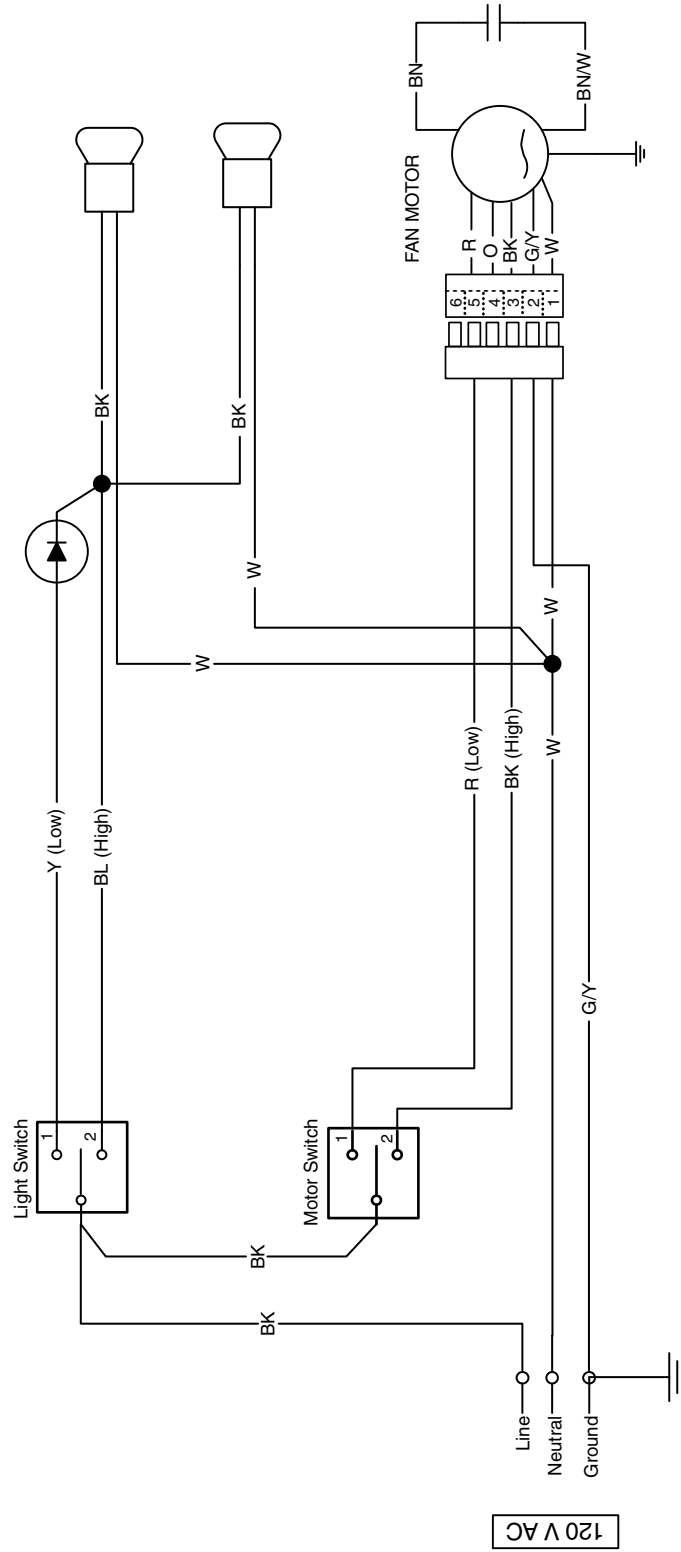 120 V AC
Line
Neutral
Ground
BK
BK
Light Switch
1
2
Motor Switch
1
2
Y (Low)
BL (High)
R (Low)
BK (High)
W
G/Y
W
W
W
BK
BK
6
5
4
3
2
1
R
O
BK
G/Y
W
FAN MOTOR
BN
BN/W